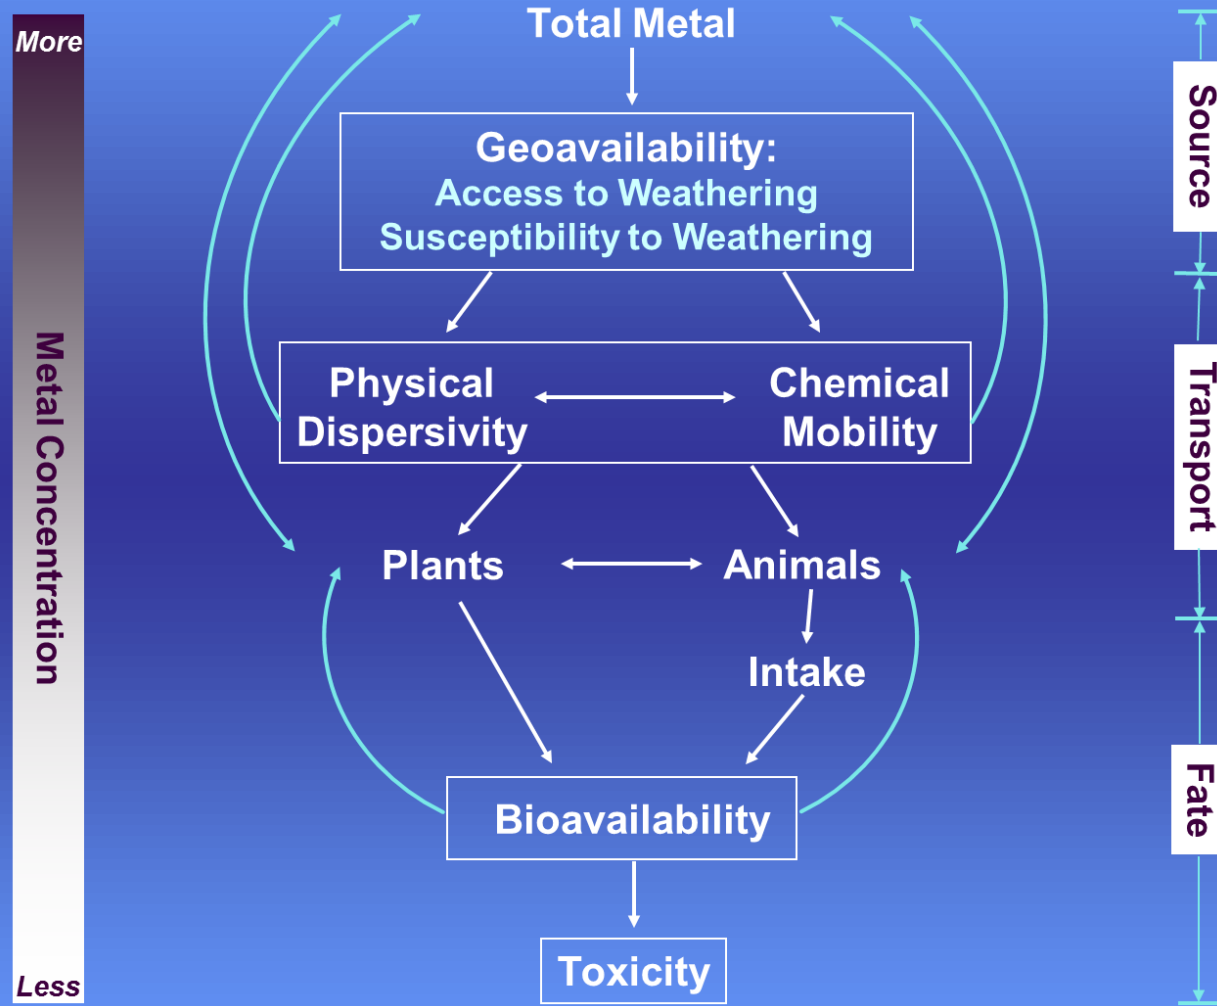 More
Total Metal
Geoavailability:
Access to Weathering
Susceptibility to Weathering
Source
Physical
Dispersivity
Chemical
Mobility
Metal Concentration
Transport
Plants
Animals
Intake
Bioavailability
Fate
Toxicity
Less